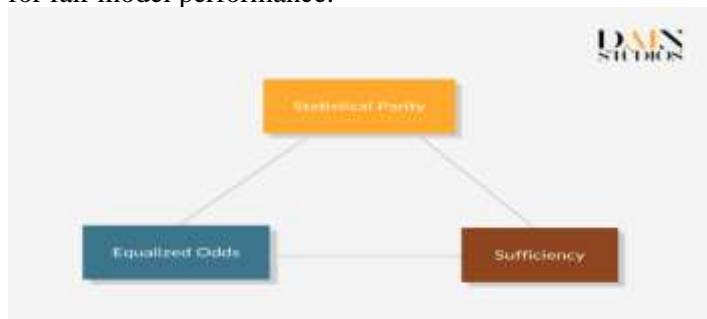 for fair model performance.
DAIN
STUDIOS
Statistical Parity
Equalized Odds
Sufficiency